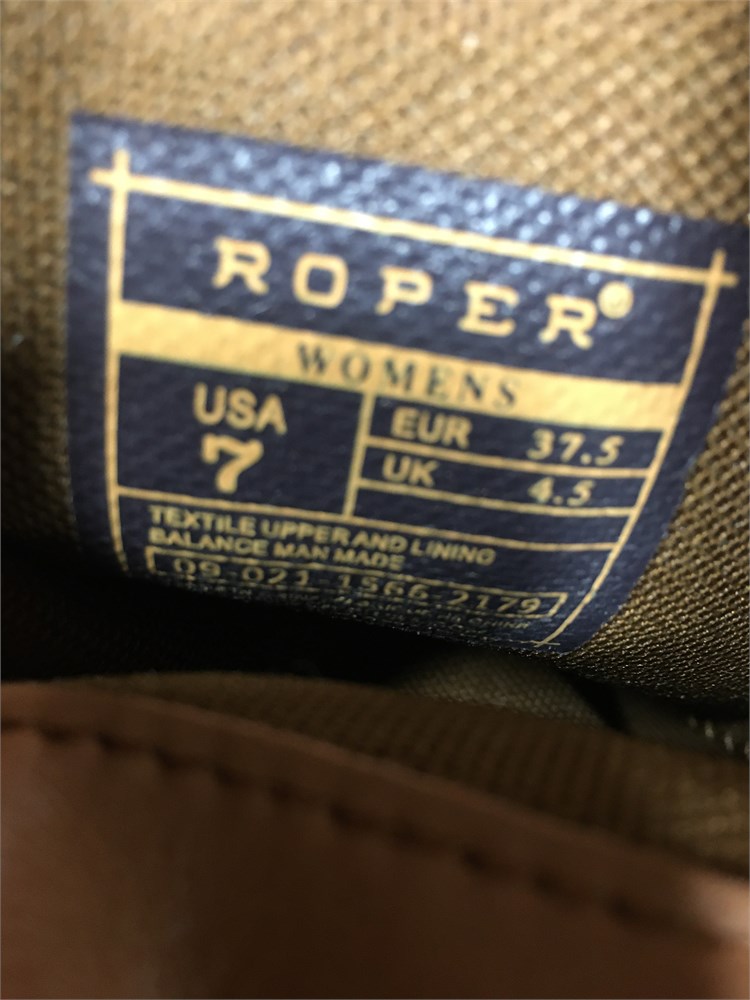 ROPER®
WOMENS
USA
7
EUR 37.5
UK 4.5
TEXTILE UPPER AND LINING
BALANCE MAN MADE
09-021-1566-2179